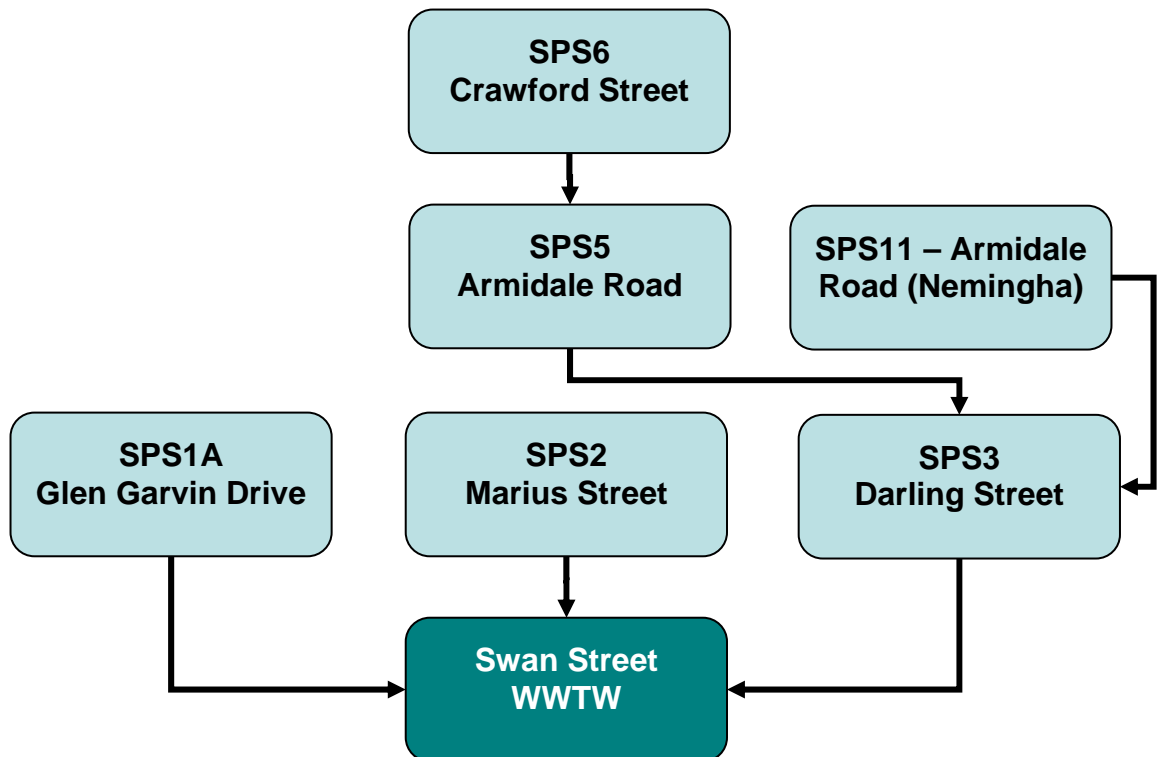 SPS6
Crawford Street
SPS5
Armidale Road
SPS11 – Armidale
Road (Nemingha)
SPS1A
Glen Garvin Drive
SPS2
Marius Street
SPS3
Darling Street
Swan Street
WWTW